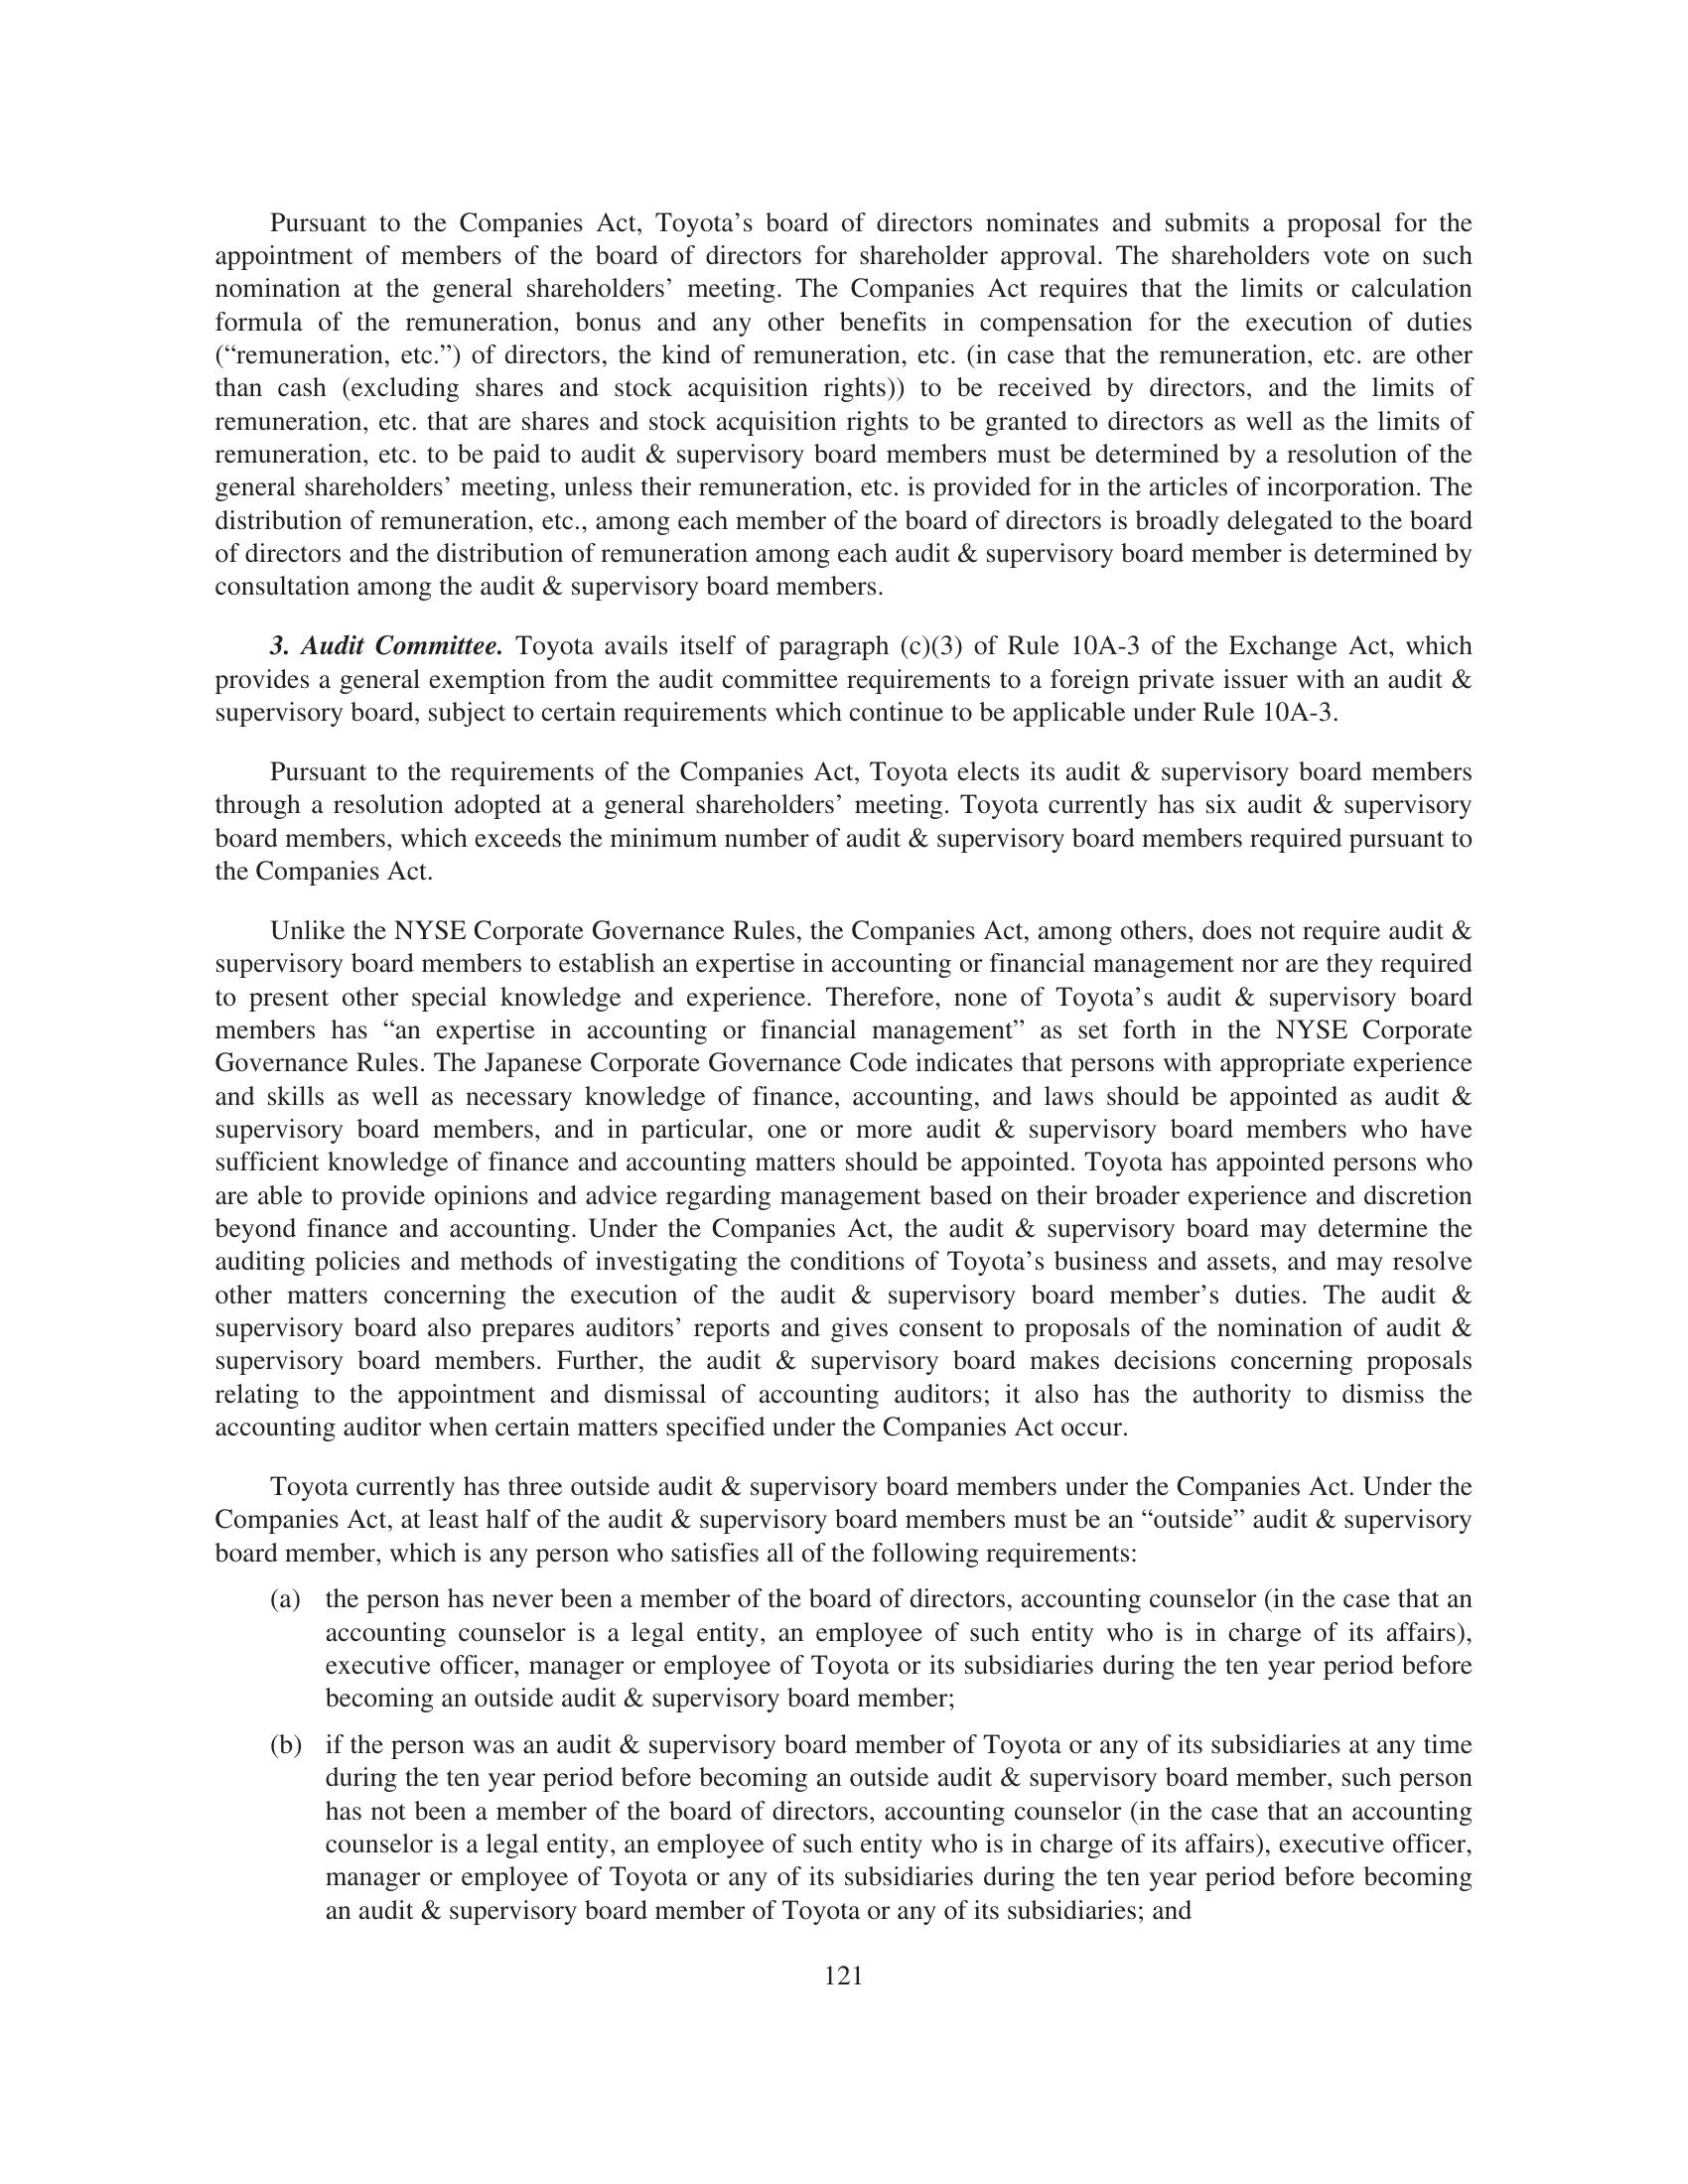 Pursuant to the Companies Act, Toyota’s board of directors nominates and submits a proposal for the
appointment of members of the board of directors for shareholder approval. The shareholders vote on such
nomination at the general shareholders’ meeting. The Companies Act requires that the limits or calculation
formula of the remuneration, bonus and any other benefits in compensation for the execution of duties
(“remuneration, etc.”) of directors, the kind of remuneration, etc. (in case that the remuneration, etc. are other
than cash (excluding shares and stock acquisition rights)) to be received by directors, and the limits of
remuneration, etc. that are shares and stock acquisition rights to be granted to directors as well as the limits of
remuneration, etc. to be paid to audit & supervisory board members must be determined by a resolution of the
general shareholders’ meeting, unless their remuneration, etc. is provided for in the articles of incorporation. The
distribution of remuneration, etc., among each member of the board of directors is broadly delegated to the board
of directors and the distribution of remuneration among each audit & supervisory board member is determined by
consultation among the audit & supervisory board members.
3. Audit Committee. Toyota avails itself of paragraph (c)(3) of Rule 10A-3 of the Exchange Act, which
provides a general exemption from the audit committee requirements to a foreign private issuer with an audit &
supervisory board, subject to certain requirements which continue to be applicable under Rule 10A-3.
Pursuant to the requirements of the Companies Act, Toyota elects its audit & supervisory board members
through a resolution adopted at a general shareholders’ meeting. Toyota currently has six audit & supervisory
board members, which exceeds the minimum number of audit & supervisory board members required pursuant to
the Companies Act.
Unlike the NYSE Corporate Governance Rules, the Companies Act, among others, does not require audit &
supervisory board members to establish an expertise in accounting or financial management nor are they required
to present other special knowledge and experience. Therefore, none of Toyota’s audit & supervisory board
members has “an expertise in accounting or financial management” as set forth in the NYSE Corporate
Governance Rules. The Japanese Corporate Governance Code indicates that persons with appropriate experience
and skills as well as necessary knowledge of finance, accounting, and laws should be appointed as audit &
supervisory board members, and in particular, one or more audit & supervisory board members who have
sufficient knowledge of finance and accounting matters should be appointed. Toyota has appointed persons who
are able to provide opinions and advice regarding management based on their broader experience and discretion
beyond finance and accounting. Under the Companies Act, the audit & supervisory board may determine the
auditing policies and methods of investigating the conditions of Toyota’s business and assets, and may resolve
other matters concerning the execution of the audit & supervisory board member’s duties. The audit &
supervisory board also prepares auditors’ reports and gives consent to proposals of the nomination of audit &
supervisory board members. Further, the audit & supervisory board makes decisions concerning proposals
relating to the appointment and dismissal of accounting auditors; it also has the authority to dismiss the
accounting auditor when certain matters specified under the Companies Act occur.
Toyota currently has three outside audit & supervisory board members under the Companies Act. Under the
Companies Act, at least half of the audit & supervisory board members must be an “outside” audit & supervisory
board member, which is any person who satisfies all of the following requirements:
(a) the person has never been a member of the board of directors, accounting counselor (in the case that an
accounting counselor is a legal entity, an employee of such entity who is in charge of its affairs),
executive officer, manager or employee of Toyota or its subsidiaries during the ten year period before
becoming an outside audit & supervisory board member;
(b) if the person was an audit & supervisory board member of Toyota or any of its subsidiaries at any time
during the ten year period before becoming an outside audit & supervisory board member, such person
has not been a member of the board of directors, accounting counselor (in the case that an accounting
counselor is a legal entity, an employee of such entity who is in charge of its affairs), executive officer,
manager or employee of Toyota or any of its subsidiaries during the ten year period before becoming
an audit & supervisory board member of Toyota or any of its subsidiaries; and
121